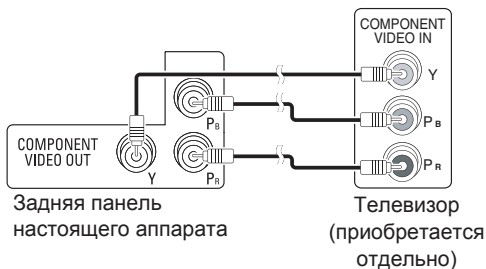 COMPONENT
VIDEO IN
Y
PB
PR
COMPONENT
VIDEO OUT
Y
PB
PR
Задняя панель
настоящего аппарата
Телевизор
(приобретается
отдельно)